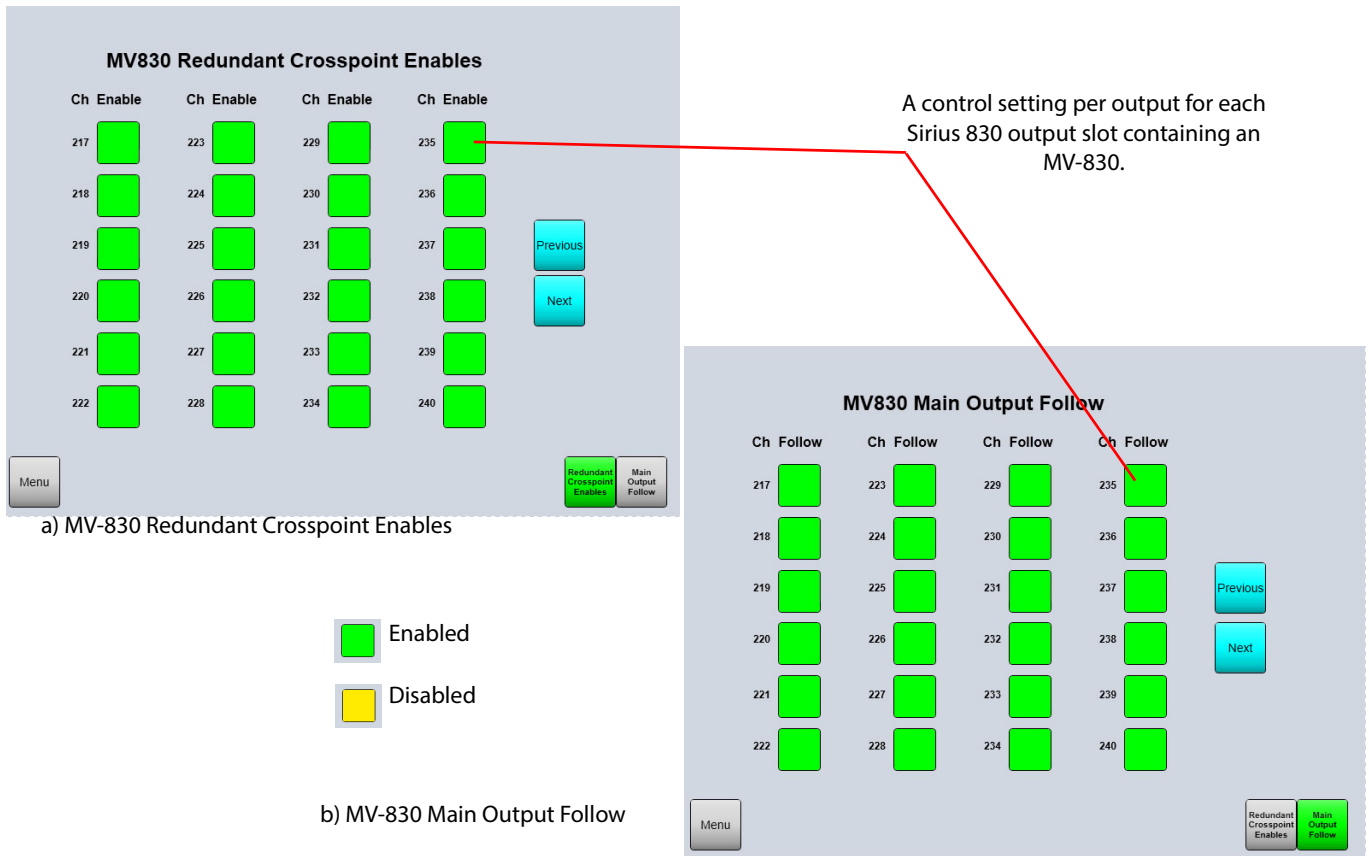 MV830 Redundant Crosspoint Enables
Ch Enable Ch Enable Ch Enable Ch Enable
217 223 229 235
218 224 230 236
219 225 231 237
Previous
220 226 232 238
Next
221 227 233 239
222 228 234 240
Menu
Redundant
Crosspoint
Enables
Main
Output
Follow
a) MV-830 Redundant Crosspoint Enables
A control setting per output for each
Sirius 830 output slot containing an
MV-830.
Enabled
Disabled
b) MV-830 Main Output Follow
MV830 Main Output Follow
Ch Follow Ch Follow Ch Follow Ch Follow
217 223 229 235
218 224 230 236
219 225 231 237
Previous
220 226 232 238
Next
221 227 233 239
222 228 234 240
Menu
Redundant
Crosspoint
Enables
Main
Output
Follow